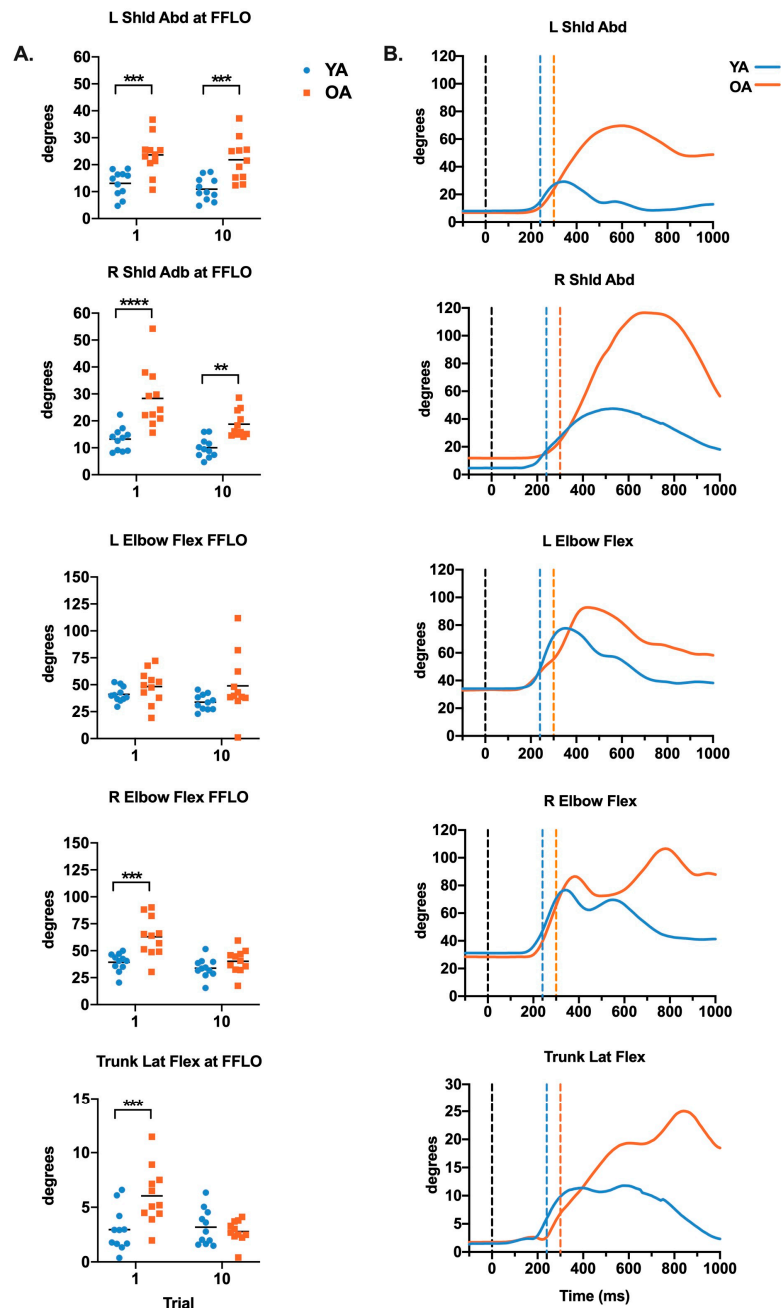 A.
L Shld Abd at FFLO
YA
OA
degrees
60
50
40
30
20
10
0
***
***
1
10
R Shld Adb at FFLO
degrees
60
50
40
30
20
10
0
****
**
1
10
L Elbow Flex FFLO
degrees
150
125
100
75
50
25
0
1
10
R Elbow Flex FFLO
degrees
150
125
100
75
50
25
0
***
1
10
Trunk Lat Flex at FFLO
degrees
15
10
5
0
***
1
10
Trial
B.
L Shld Abd
YA
OA
degrees
120
100
80
60
40
20
0
0 200 400 600 800 1000
R Shld Abd
degrees
120
100
80
60
40
20
0
0 200 400 600 800 1000
L Elbow Flex
degrees
120
100
80
60
40
20
0
0 200 400 600 800 1000
R Elbow Flex
degrees
120
100
80
60
40
20
0
0 200 400 600 800 1000
Trunk Lat Flex
degrees
30
25
20
15
10
5
0
0 200 400 600 800 1000
Time (ms)